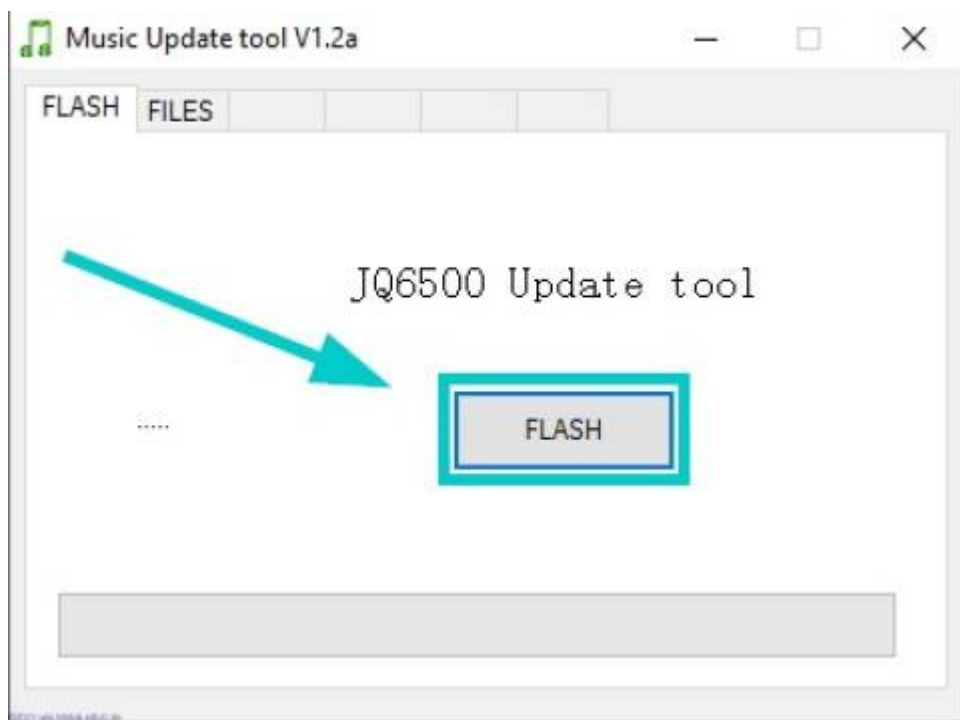 Music Update tool V1.2a
FLASH FILES
JQ6500 Update tool
.....
FLASH